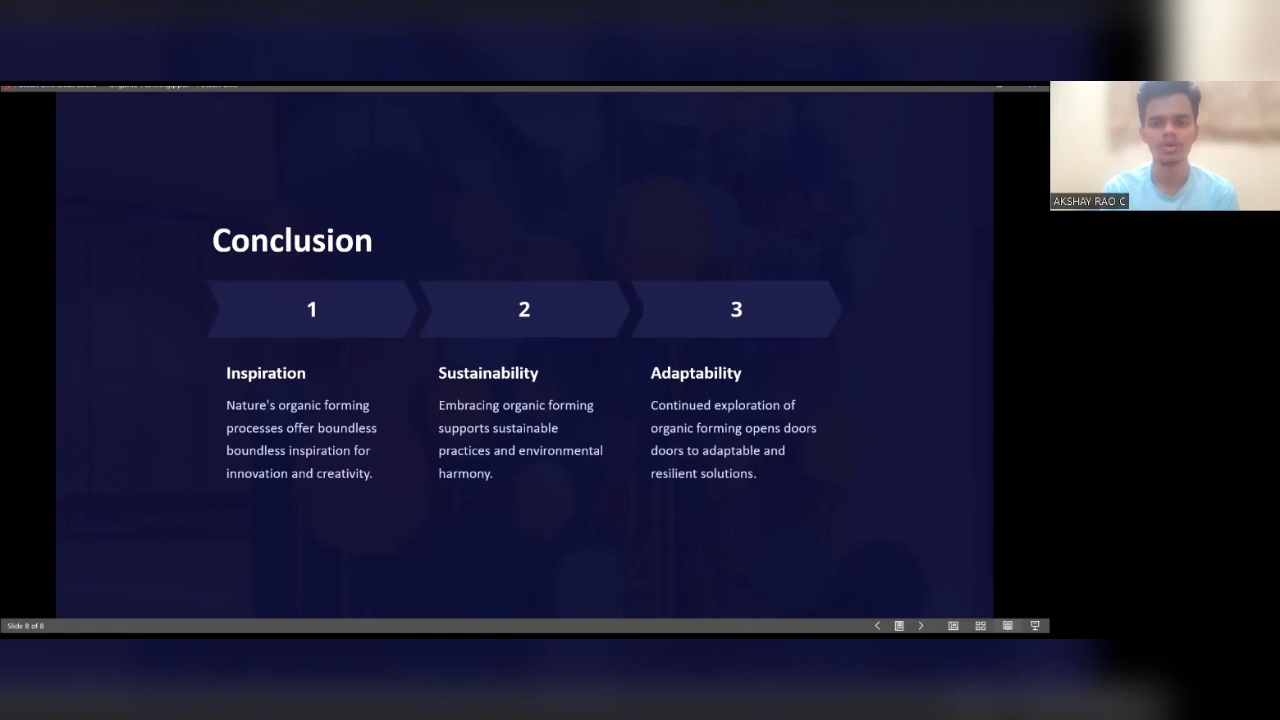 AKSHAY RAO C
Conclusion
1
2
3
Inspiration
Nature's organic forming
processes offer boundless
boundless inspiration for
innovation and creativity.
Sustainability
Embracing organic forming
supports sustainable
practices and environmental
harmony.
Adaptability
Continued exploration of
organic forming opens doors
doors to adaptable and
resilient solutions.
Slide 8 of 8